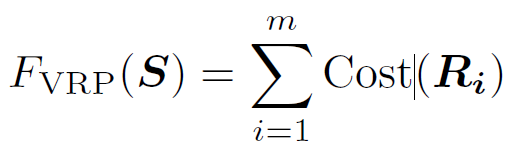 F_VRP(S) = \sum_{i=1}^{m} Cost(R_i)